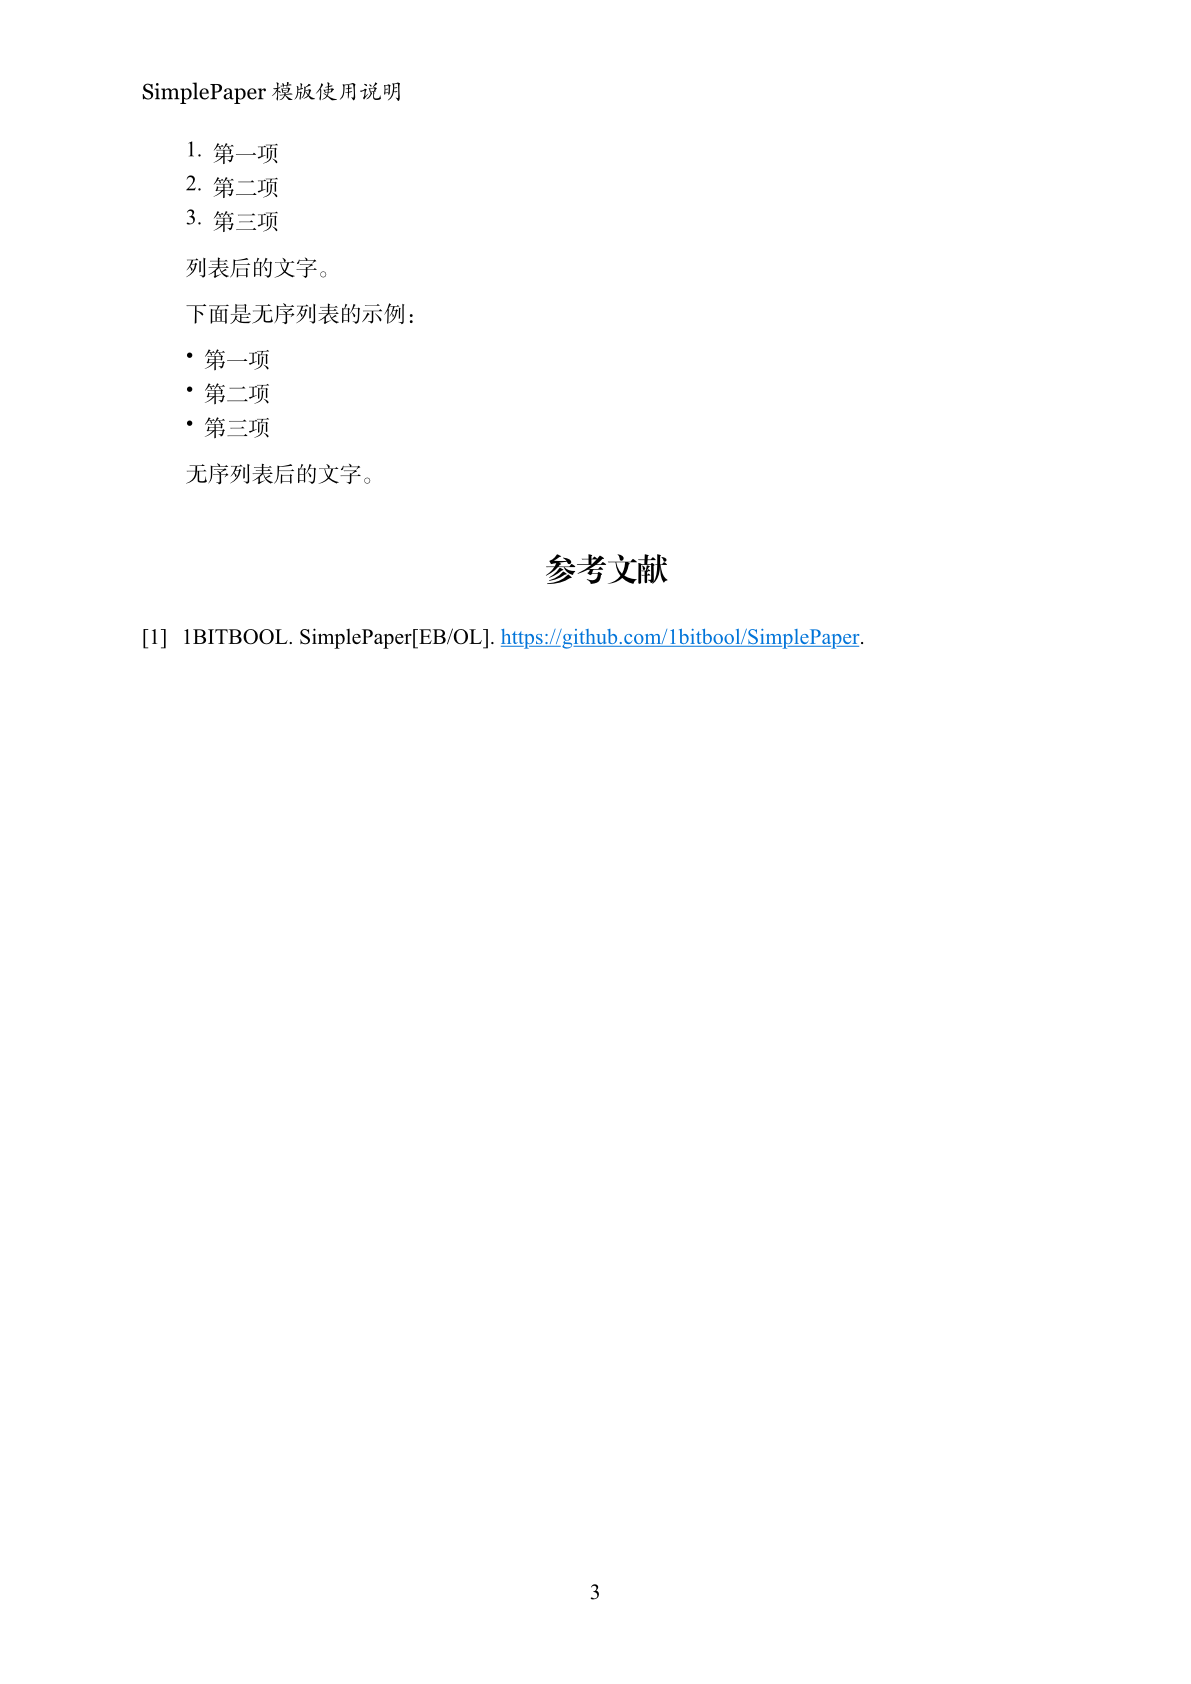 SimplePaper 模版使用说明
1. 第一项
2. 第二项
3. 第三项
列表后的文字。
下面是无序列表的示例：
• 第一项
• 第二项
• 第三项
无序列表后的文字。
参考文献
[1] 1BITBOOL. SimplePaper[EB/OL]. https://github.com/1bitbool/SimplePaper.
3